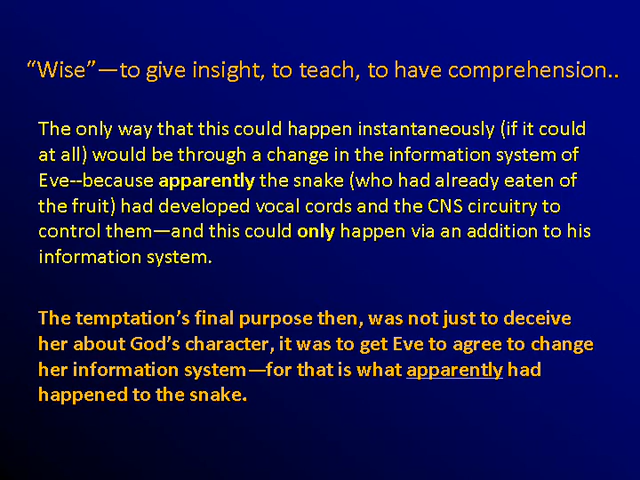 “Wise”—to give insight, to teach, to have comprehension..
The only way that this could happen instantaneously (if it could
at all) would be through a change in the information system of
Eve--because apparently the snake (who had already eaten of
the fruit) had developed vocal cords and the CNS circuitry to
control them—and this could only happen via an addition to his
information system.
The temptation’s final purpose then, was not just to deceive
her about God’s character, it was to get Eve to agree to change
her information system—for that is what apparently had
happened to the snake.